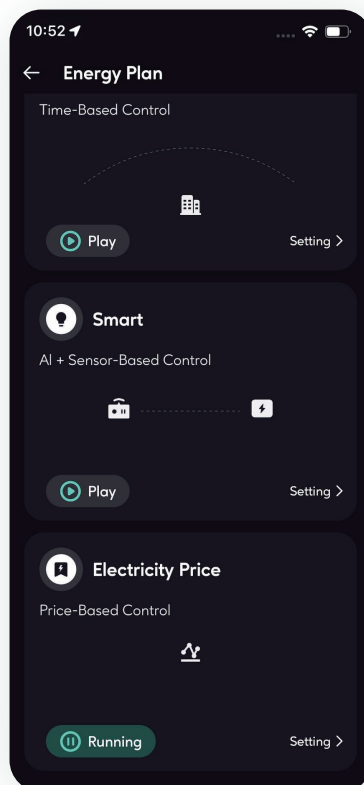 10:52
Energy Plan
Time-Based Control
Play
Setting >
Smart
AI + Sensor-Based Control
Play
Setting >
Electricity Price
Price-Based Control
Running
Setting >